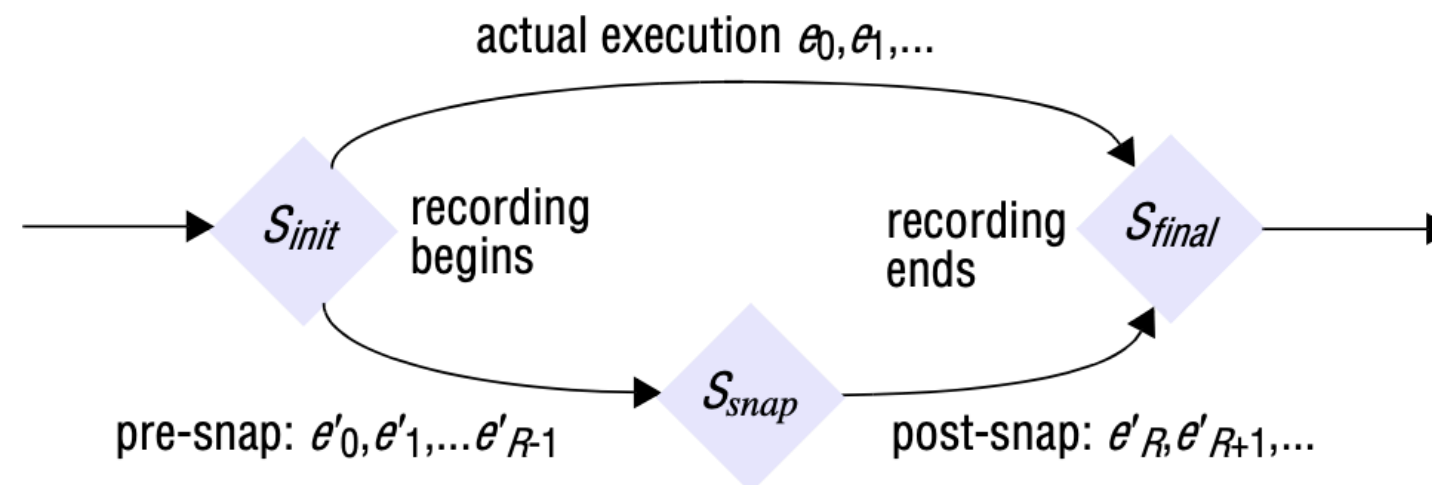 actual execution e0,e1,...
Sinit
recording
begins
recording
ends
Sfinal
Ssnap
pre-snap: e'0,e'1,...e'R-1
post-snap: e'R,e'R+1,...